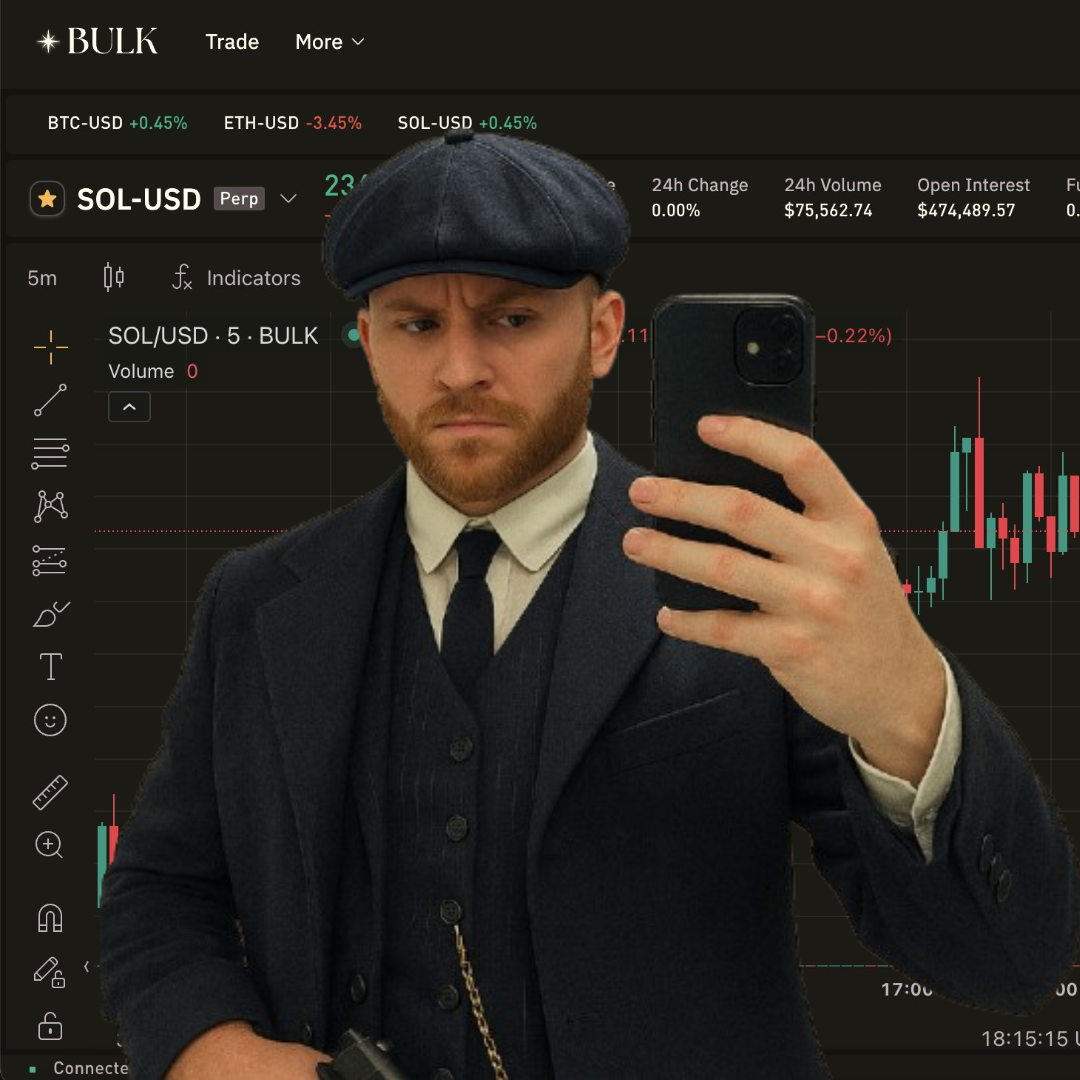 BULK Trade More
BTC-USD +0.45% ETH-USD -3.45% SOL-USD +0.45%
SOL-USD Perp 24h Change 24h Volume Open Interest
0.00% $75,562.74 $474,489.57
5m Indicators
SOL/USD · 5 · BULK −0.22%)
Volume 0
T
17:00
18:15:15